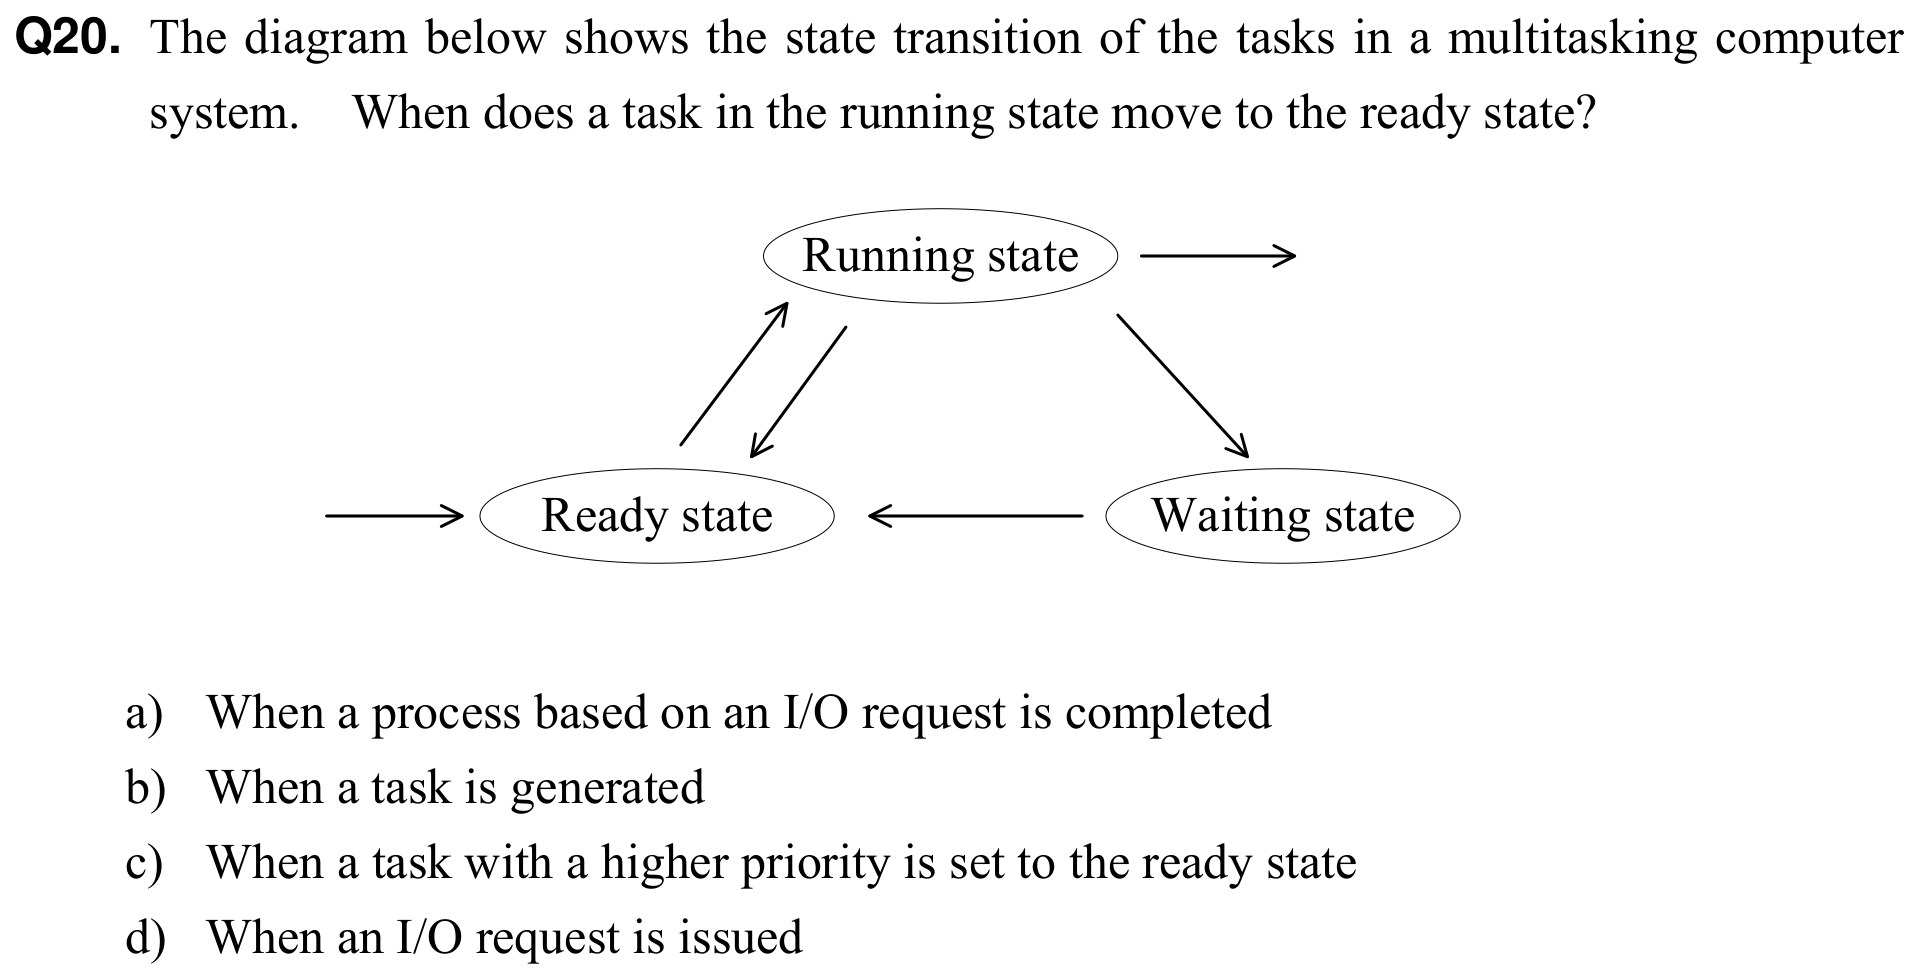 Q20. The diagram below shows the state transition of the tasks in a multitasking computer
system. When does a task in the running state move to the ready state?
Running state
Ready state
Waiting state
a) When a process based on an I/O request is completed
b) When a task is generated
c) When a task with a higher priority is set to the ready state
d) When an I/O request is issued